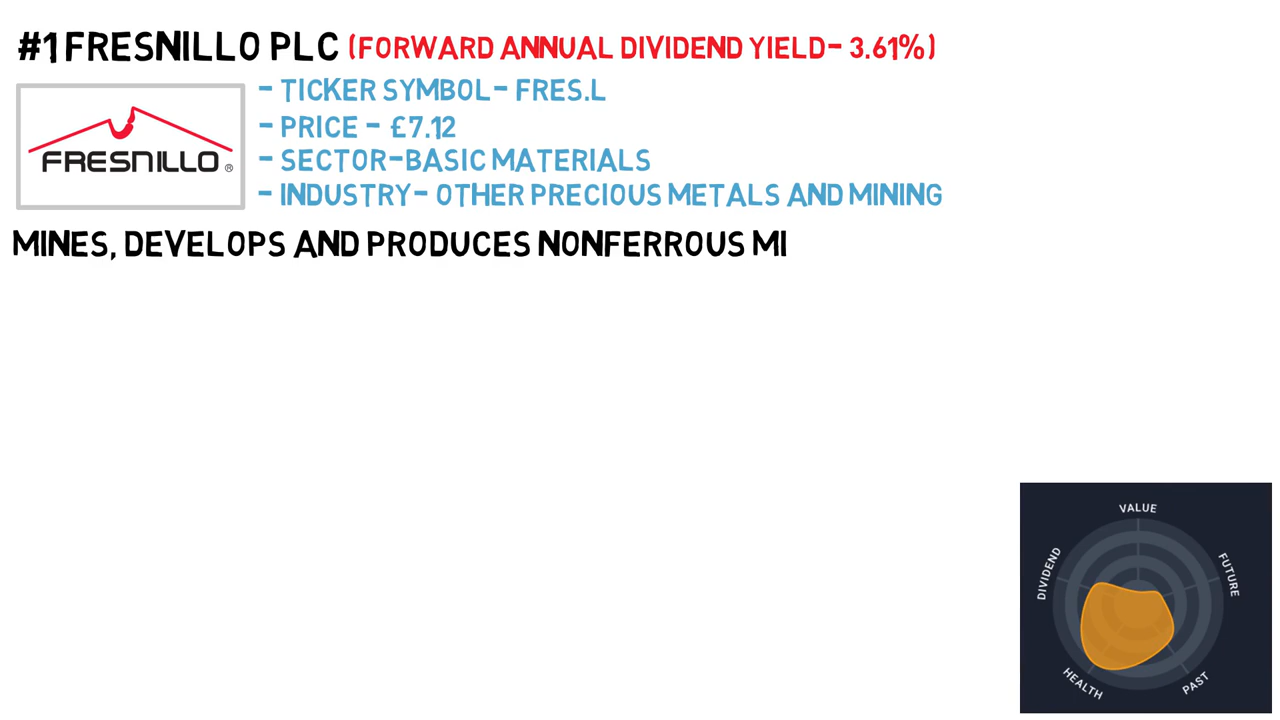 #1 FRESNILLO PLC (FORWARD ANNUAL DIVIDEND YIELD- 3.61%)
- TICKER SYMBOL- FRES.L
- PRICE - £7.12
- SECTOR-BASIC MATERIALS
- INDUSTRY- OTHER PRECIOUS METALS AND MINING
FRESNILLO®
MINES, DEVELOPS AND PRODUCES NONFERROUS MI
VALUE
FUTURE
PAST
HEALTH
DIVIDEND